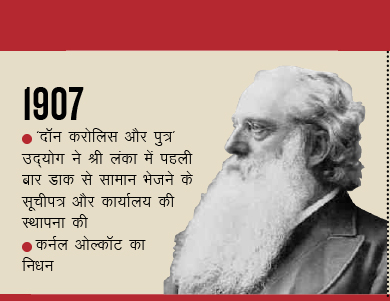 1907
● 'दॉन करोलिस और पुत्र'
उद्योग ने श्री लंका में पहली
बार डाक से सामान भेजने के
सूचीपत्र और कार्यालय की
स्थापना की
● कर्नल ओल्कॉट का
निधन